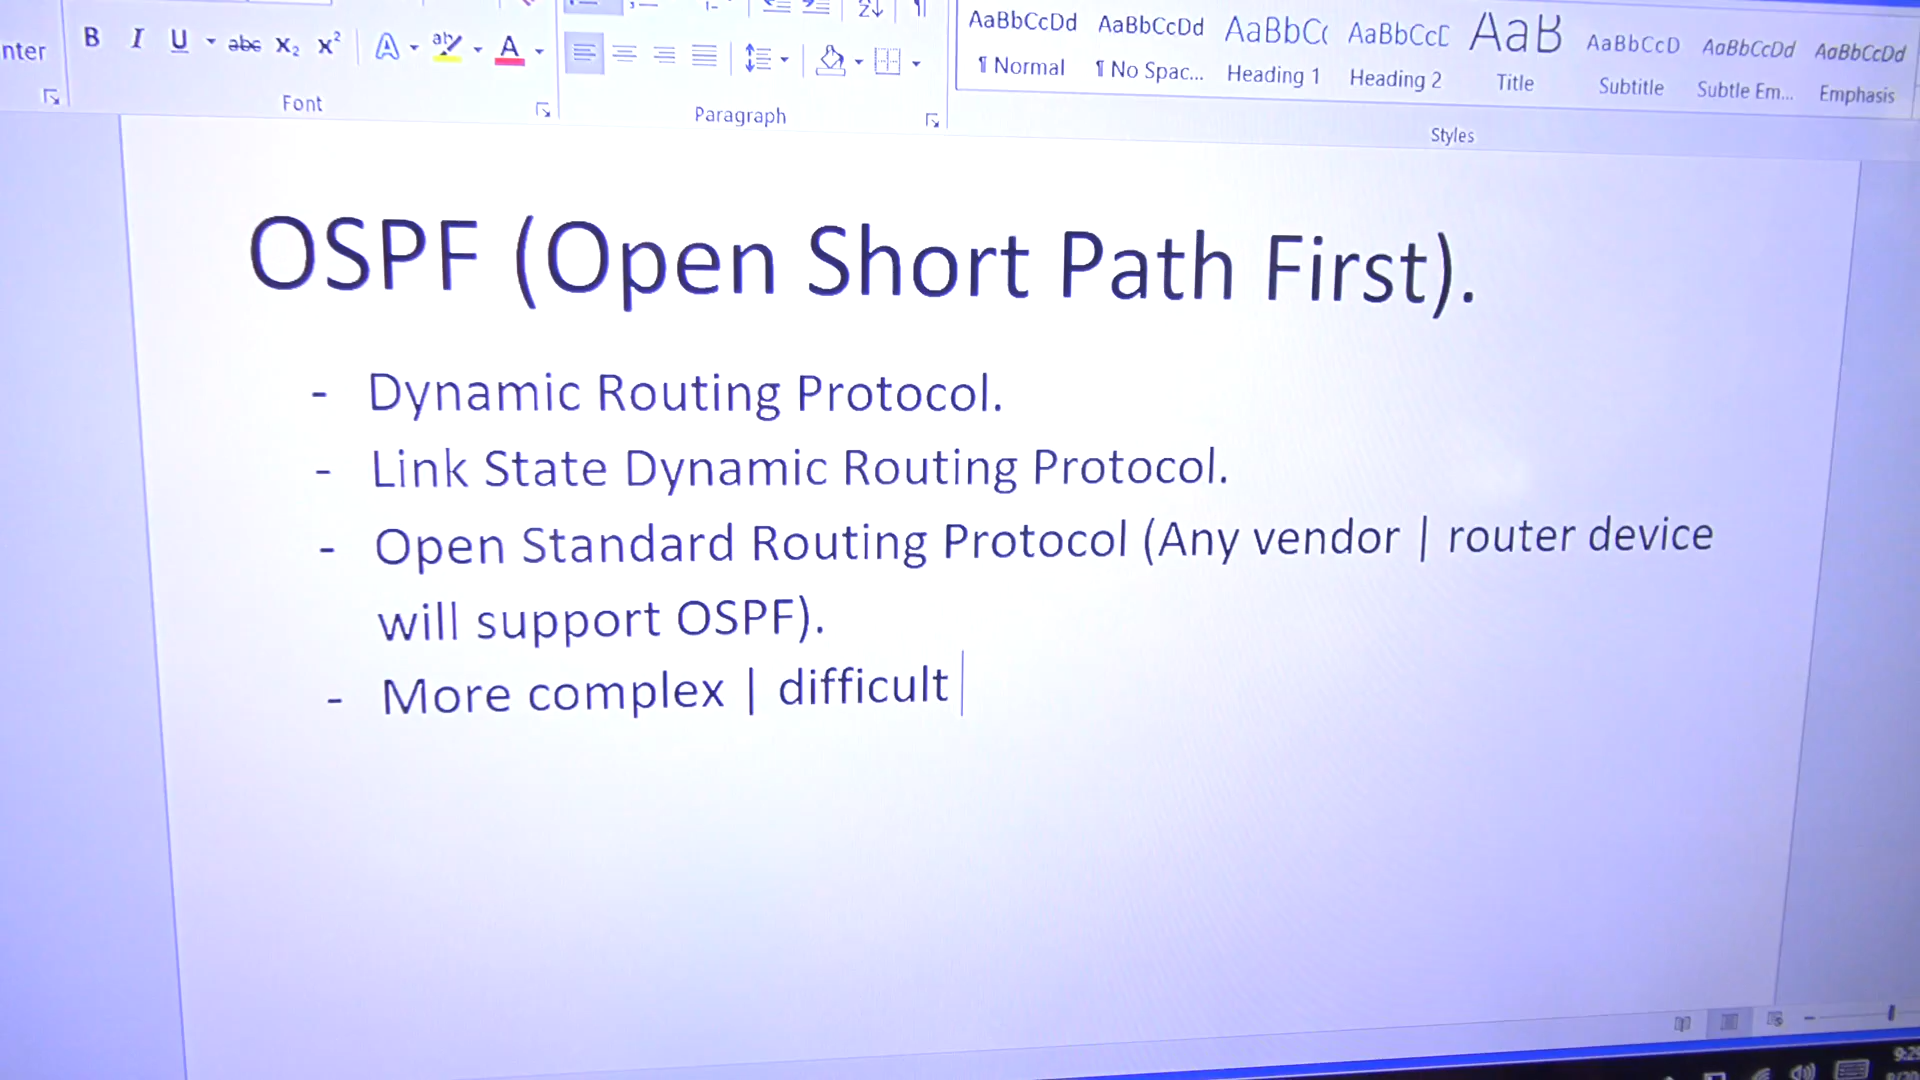 nter B I U abc X₂ X² A ab A
Font
Paragraph
AaBbCcDd AaBbCcDd AaBbC AaBbCc AaB AaBbCcD AaBbCcDd AaBbCcDd
¶ Normal ¶ No Spac... Heading 1 Heading 2 Title Subtitle Subtle Em... Emphasis
Styles
OSPF (Open Short Path First).
- Dynamic Routing Protocol.
- Link State Dynamic Routing Protocol.
- Open Standard Routing Protocol (Any vendor | router device
will support OSPF).
- More complex | difficult